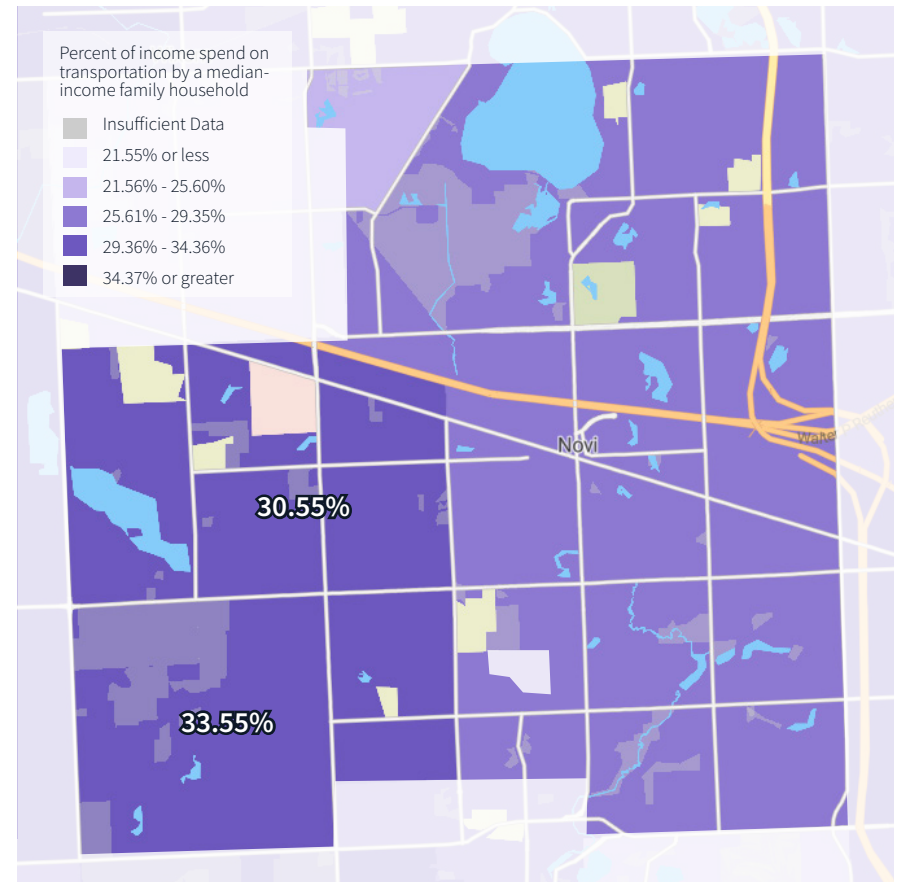 Percent of income spend on
transportation by a median-
income family household
Insufficient Data
21.55% or less
21.56% - 25.60%
25.61% - 29.35%
29.36% - 34.36%
34.37% or greater
Novi
30.55%
33.55%